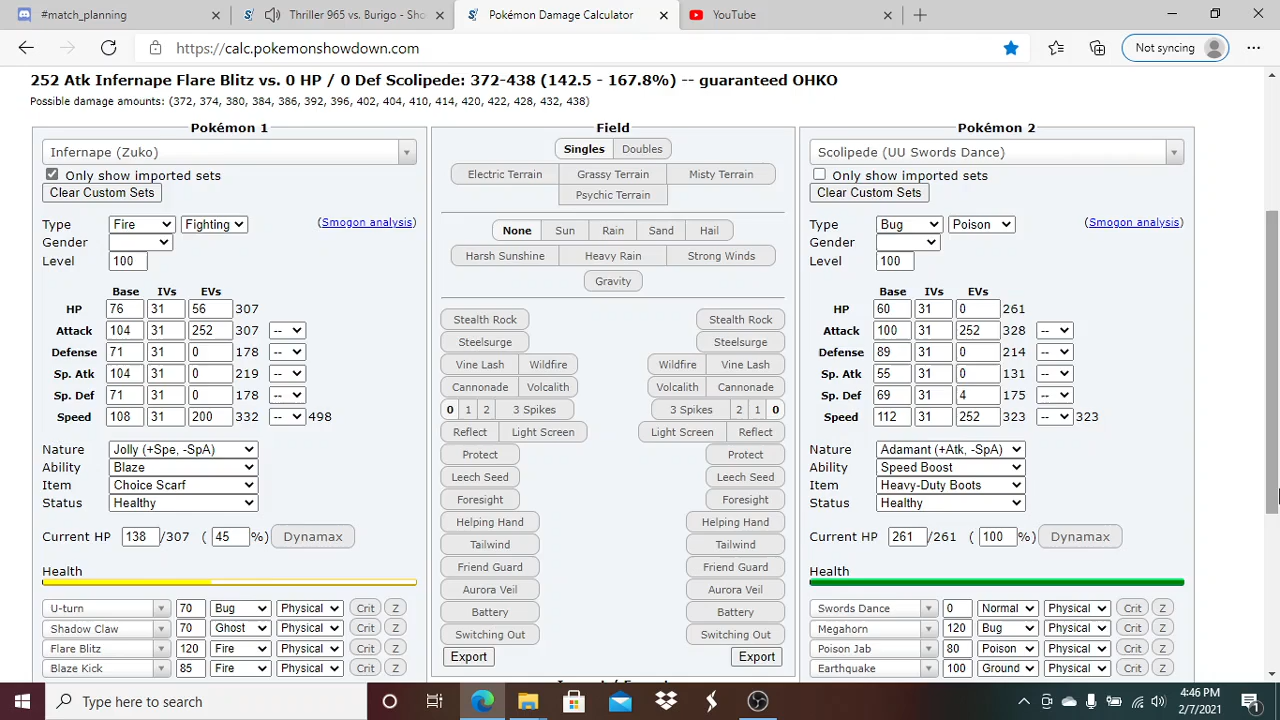 #match_planning
Thriller 965 vs. Burigo - Sho
Pokémon Damage Calculator
YouTube
https://calc.pokemonshowdown.com
Not syncing
252 Atk Infernape Flare Blitz vs. 0 HP / 0 Def Scolipede: 372-438 (142.5 - 167.8%) -- guaranteed OHKO
Possible damage amounts: (372, 374, 380, 384, 386, 392, 396, 402, 404, 410, 414, 420, 422, 428, 432, 438)
Pokémon 1
Infernape (Zuko)
Only show imported sets
Clear Custom Sets
Type Fire Fighting (Smogon analysis)
Gender
Level 100
Base IVs EVs
HP 76 31 56 307
Attack 104 31 252 307 --
Defense 71 31 0 178 --
Sp. Atk 104 31 0 219 --
Sp. Def 71 31 0 178 --
Speed 108 31 200 332 -- 498
Nature Jolly (+Spe, -SpA)
Ability Blaze
Item Choice Scarf
Status Healthy
Current HP 138 /307 ( 45 %) Dynamax
Health
U-turn 70 Bug Physical Crit Z
Shadow Claw 70 Ghost Physical Crit Z
Flare Blitz 120 Fire Physical Crit Z
Blaze Kick 85 Fire Physical Crit Z
Field
Singles Doubles
Electric Terrain Grassy Terrain Misty Terrain
Psychic Terrain
None Sun Rain Sand Hail
Harsh Sunshine Heavy Rain Strong Winds
Gravity
Stealth Rock Stealth Rock
Steelsurge Steelsurge
Vine Lash Wildfire Wildfire Vine Lash
Cannonade Volcalith Volcalith Cannonade
0 1 2 3 Spikes 3 Spikes 2 1 0
Reflect Light Screen Light Screen Reflect
Protect Protect
Leech Seed Leech Seed
Foresight Foresight
Helping Hand Helping Hand
Tailwind Tailwind
Friend Guard Friend Guard
Aurora Veil Aurora Veil
Battery Battery
Switching Out Switching Out
Export Export
Pokémon 2
Scolipede (UU Swords Dance)
Only show imported sets
Clear Custom Sets
Type Bug Poison (Smogon analysis)
Gender
Level 100
Base IVs EVs
HP 60 31 0 261
Attack 100 31 252 328 --
Defense 89 31 0 214 --
Sp. Atk 55 31 0 131 --
Sp. Def 69 31 4 175 --
Speed 112 31 252 323 -- 323
Nature Adamant (+Atk, -SpA)
Ability Speed Boost
Item Heavy-Duty Boots
Status Healthy
Current HP 261 /261 ( 100 %) Dynamax
Health
Swords Dance 0 Normal Physical Crit Z
Megahorn 120 Bug Physical Crit Z
Poison Jab 80 Poison Physical Crit Z
Earthquake 100 Ground Physical Crit Z
Type here to search
4:46 PM
2/7/2021
1